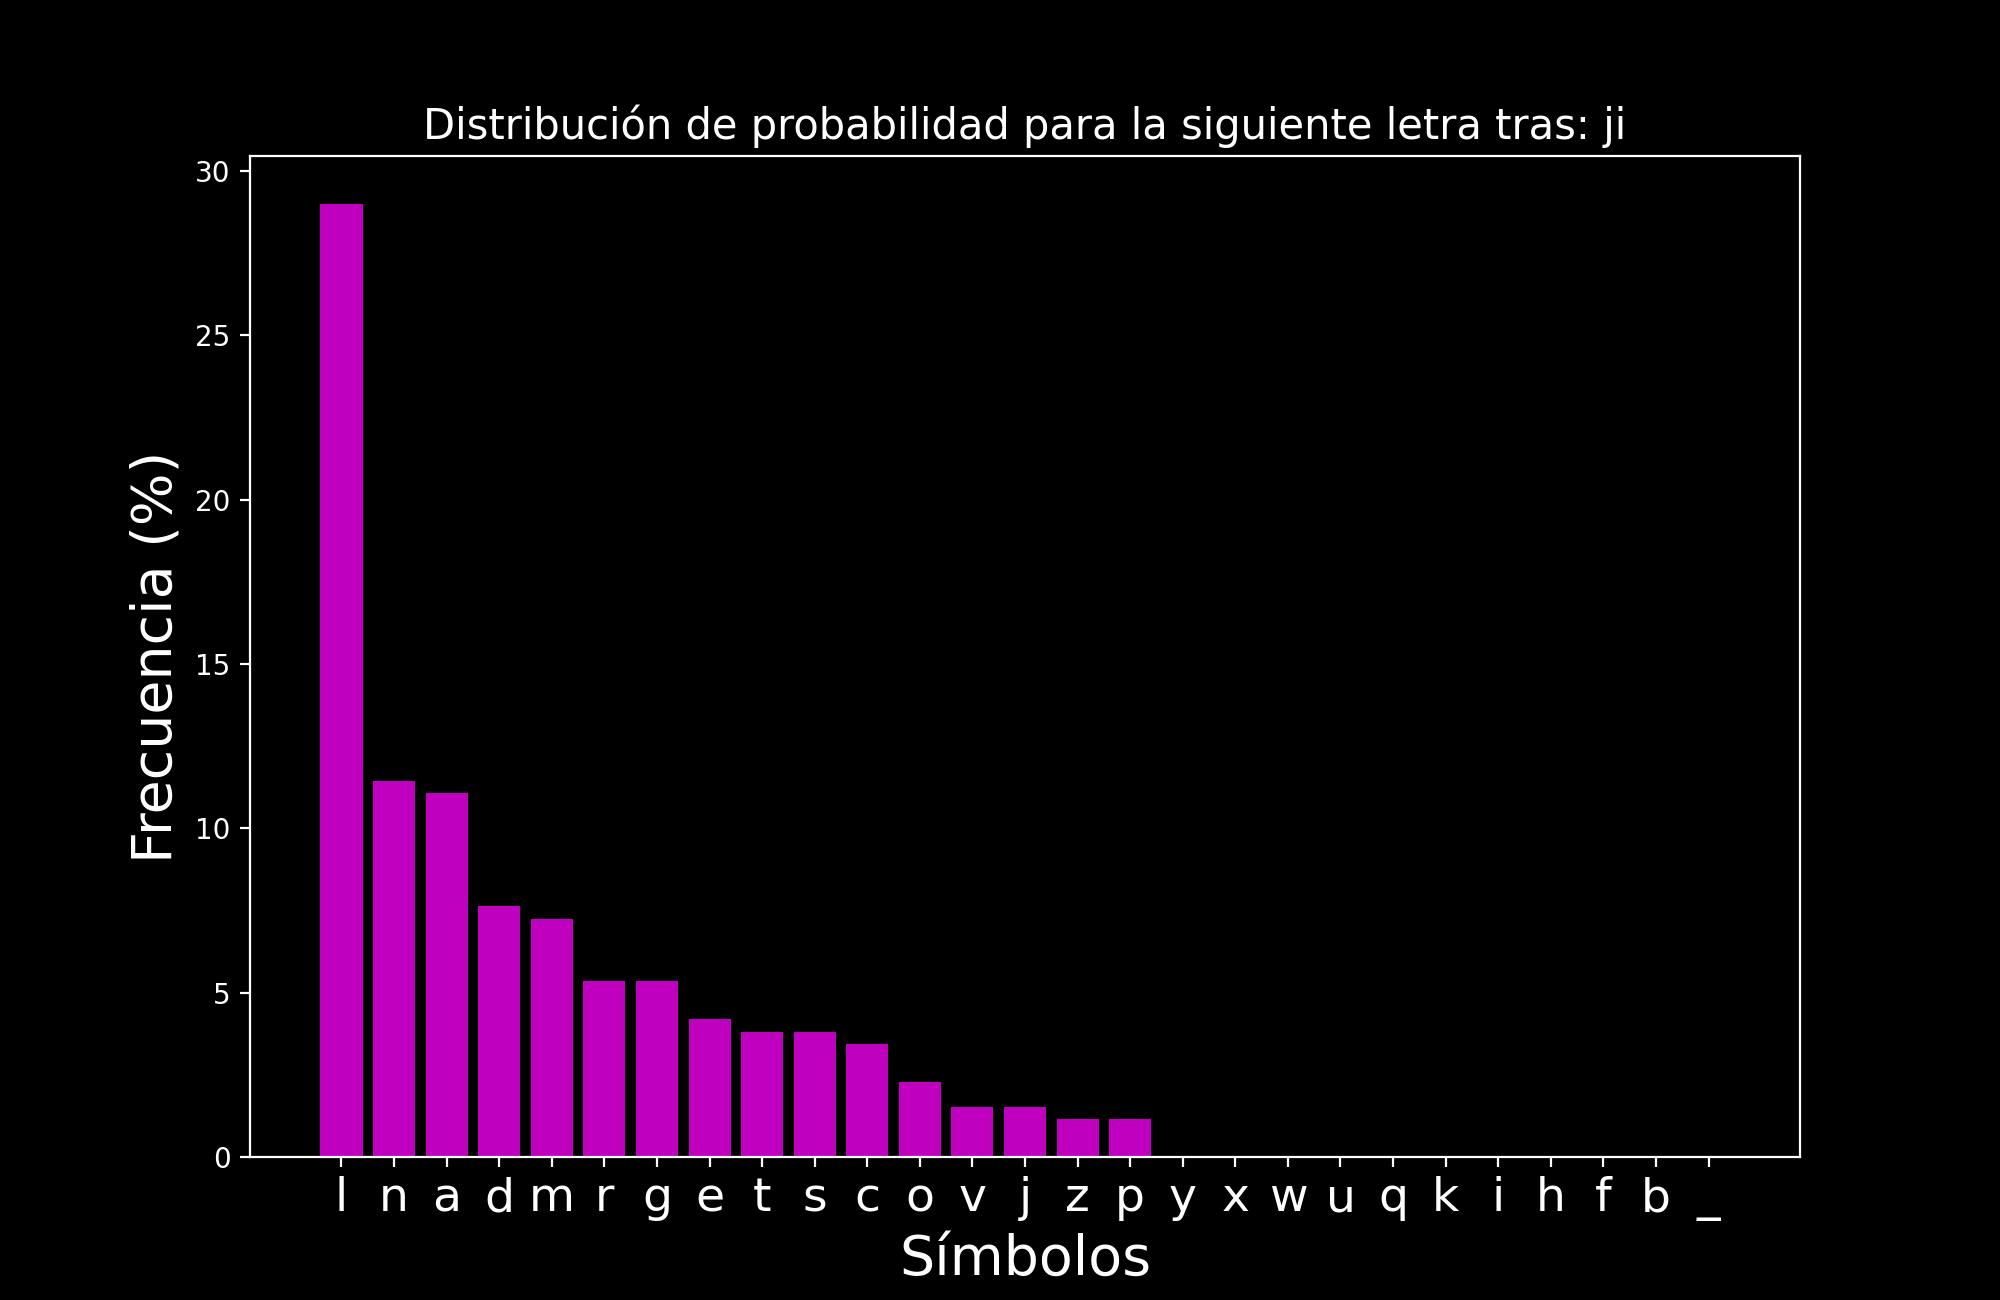 Distribución de probabilidad para la siguiente letra tras: ji
30
25
20
15
10
5
0
Frecuencia (%)
l n a d m r g e t s c o v j z p y x w u q k i h f b _
Símbolos